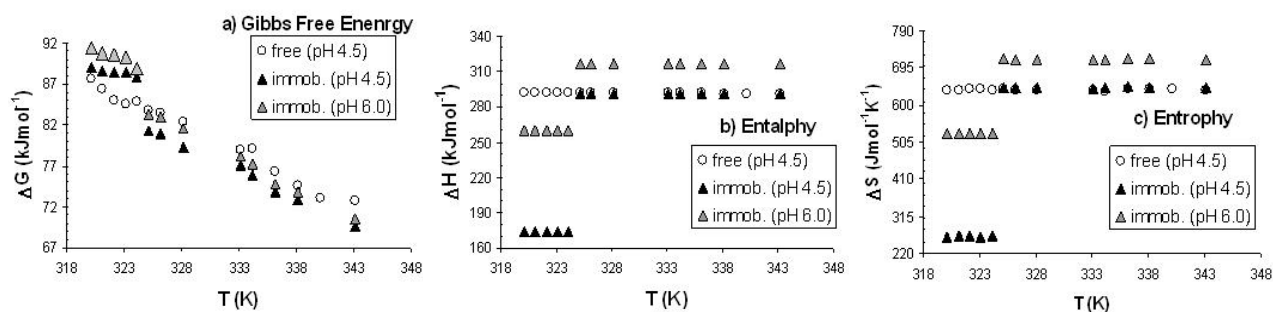 a) Gibbs Free Enenrgy
free (pH 4.5)
immob. (pH 4.5)
immob. (pH 6.0)
92
87
82
77
72
67
318 323 328 333 338 343 348
ΔG (kJmol⁻¹)
T (K)
340
310
280
250
220
190
160
318 323 328 333 338 343 348
ΔH (kJmol⁻¹)
b) Entalphy
free (pH 4.5)
immob. (pH 4.5)
immob. (pH 6.0)
T (K)
790
695
600
505
410
315
220
318 323 328 333 338 343 348
ΔS (Jmol⁻¹K⁻¹)
c) Entrophy
free (pH 4.5)
immob. (pH 4.5)
immob. (pH 6.0)
T (K)